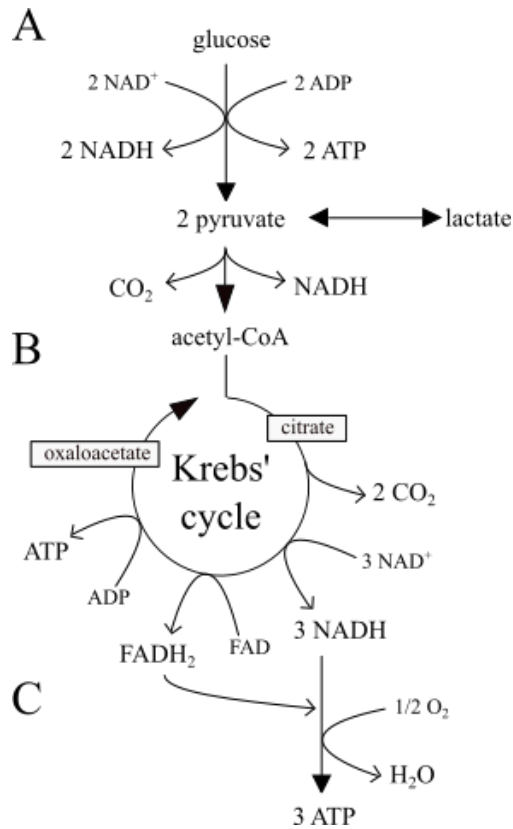 A
glucose
2 NAD⁺ 2 ADP
2 NADH 2 ATP
2 pyruvate lactate
CO₂ NADH
acetyl-CoA
B
citrate
oxaloacetate
Krebs'
cycle
2 CO₂
ATP
3 NAD⁺
ADP
3 NADH
FADH₂ FAD
C
1/2 O₂
H₂O
3 ATP